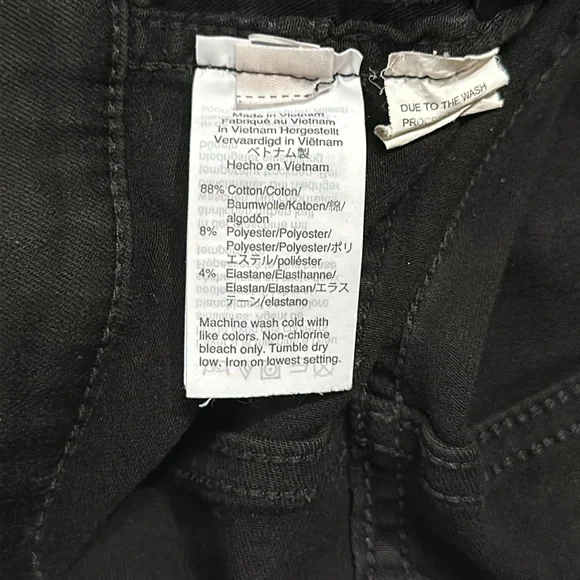 Made in Vietnam
Fabriqué au Vietnam
In Vietnam Hergestellt
Vervaardigd in Viëtnam
ベトナム製
Hecho en Vietnam
88% Cotton/Coton/
Baumwolle/Katoen/綿/
algodón
8% Polyester/Polyester/
Polyester/Polyester/ポリ
エステル/poliéster
4% Elastane/Élasthanne/
Elastan/Elastaan/エラス
テーン/elastano
Machine wash cold with
like colors. Non-chlorine
bleach only. Tumble dry
low. Iron on lowest setting.
DUE TO THE WASH